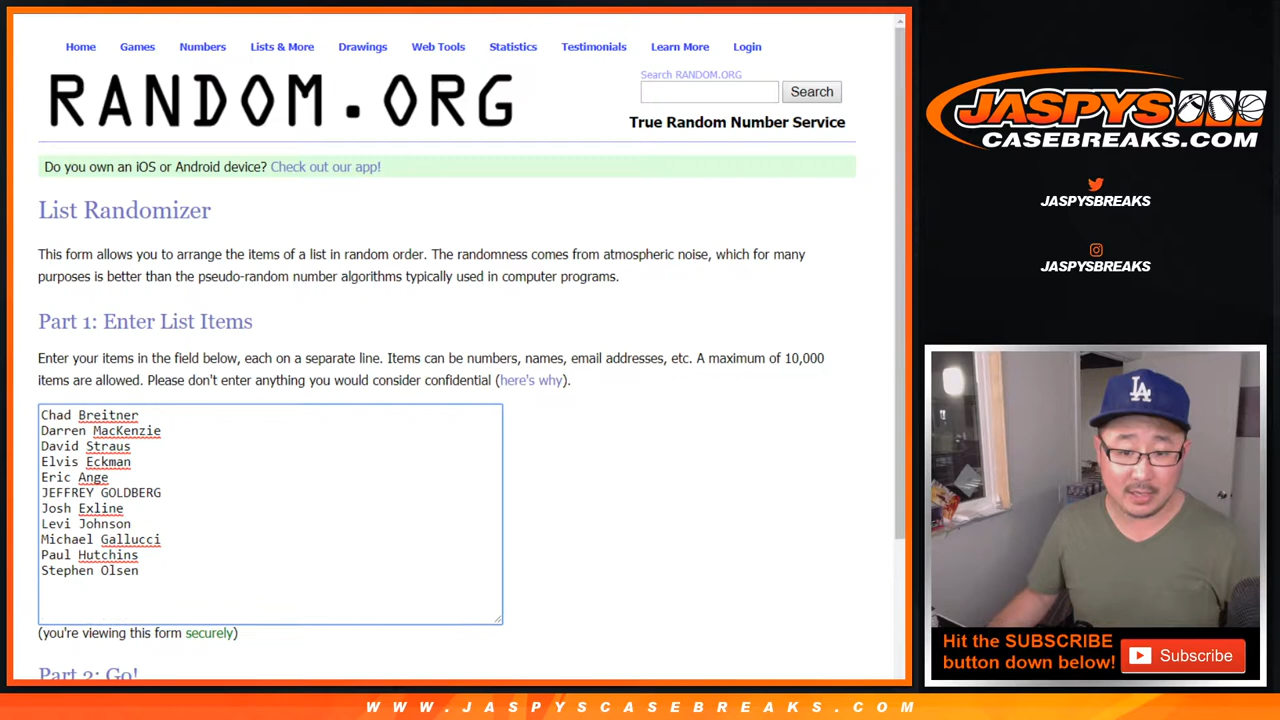 Home Games Numbers Lists & More Drawings Web Tools Statistics Testimonials Learn More Login
RANDOM.ORG
Search RANDOM.ORG
Search
True Random Number Service
Do you own an iOS or Android device? Check out our app!
List Randomizer
This form allows you to arrange the items of a list in random order. The randomness comes from atmospheric noise, which for many
purposes is better than the pseudo-random number algorithms typically used in computer programs.
Part 1: Enter List Items
Enter your items in the field below, each on a separate line. Items can be numbers, names, email addresses, etc. A maximum of 10,000
items are allowed. Please don't enter anything you would consider confidential (here's why).
Chad Breitner
Darren MacKenzie
David Straus
Elvis Eckman
Eric Ange
JEFFREY GOLDBERG
Josh Exline
Levi Johnson
Michael Gallucci
Paul Hutchins
Stephen Olsen
(you're viewing this form securely)
Part 2: Go!
JASPYS
CASEBREAKS.COM
JASPYSBREAKS
JASPYSBREAKS
LA
Hit the SUBSCRIBE
button down below!
Subscribe
WWW.JASPYSCASEBREAKS.COM